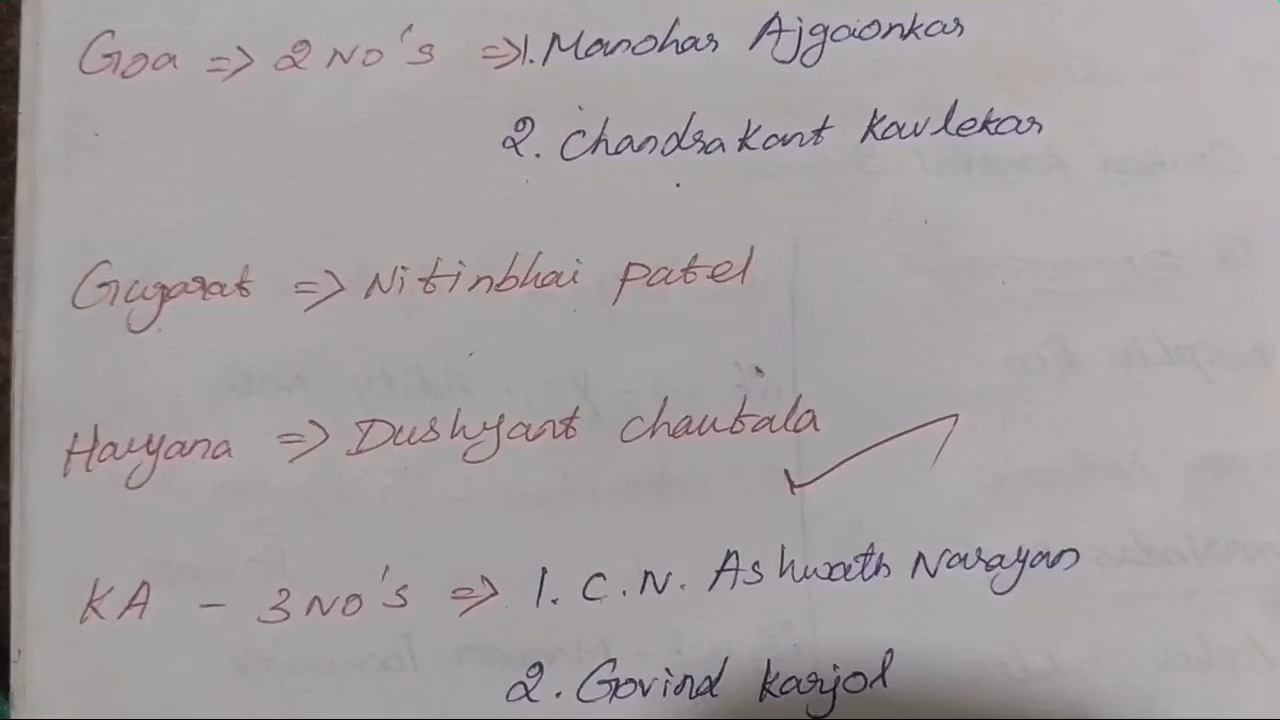 Goa => 2 No's => 1. Manohar Ajgaonkar
2. Chandrakant Kavlekar
Gujarat => Nitinbhai patel
Haryana => Dushyant chautala
KA - 3 No's => 1. C.N. Ashwath Narayan
2. Govind karjol